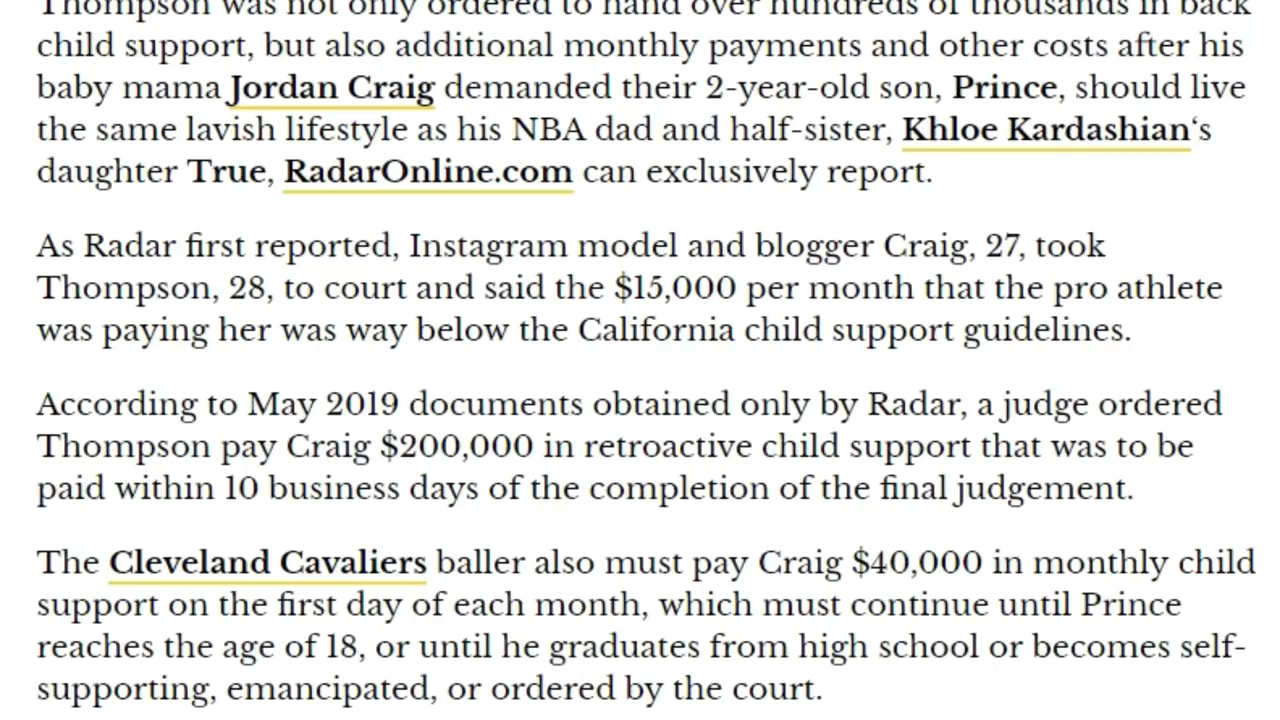 Thompson was not only ordered to hand over hundreds of thousands in back
child support, but also additional monthly payments and other costs after his
baby mama Jordan Craig demanded their 2-year-old son, Prince, should live
the same lavish lifestyle as his NBA dad and half-sister, Khloe Kardashian‘s
daughter True, RadarOnline.com can exclusively report.
As Radar first reported, Instagram model and blogger Craig, 27, took
Thompson, 28, to court and said the $15,000 per month that the pro athlete
was paying her was way below the California child support guidelines.
According to May 2019 documents obtained only by Radar, a judge ordered
Thompson pay Craig $200,000 in retroactive child support that was to be
paid within 10 business days of the completion of the final judgement.
The Cleveland Cavaliers baller also must pay Craig $40,000 in monthly child
support on the first day of each month, which must continue until Prince
reaches the age of 18, or until he graduates from high school or becomes self-
supporting, emancipated, or ordered by the court.